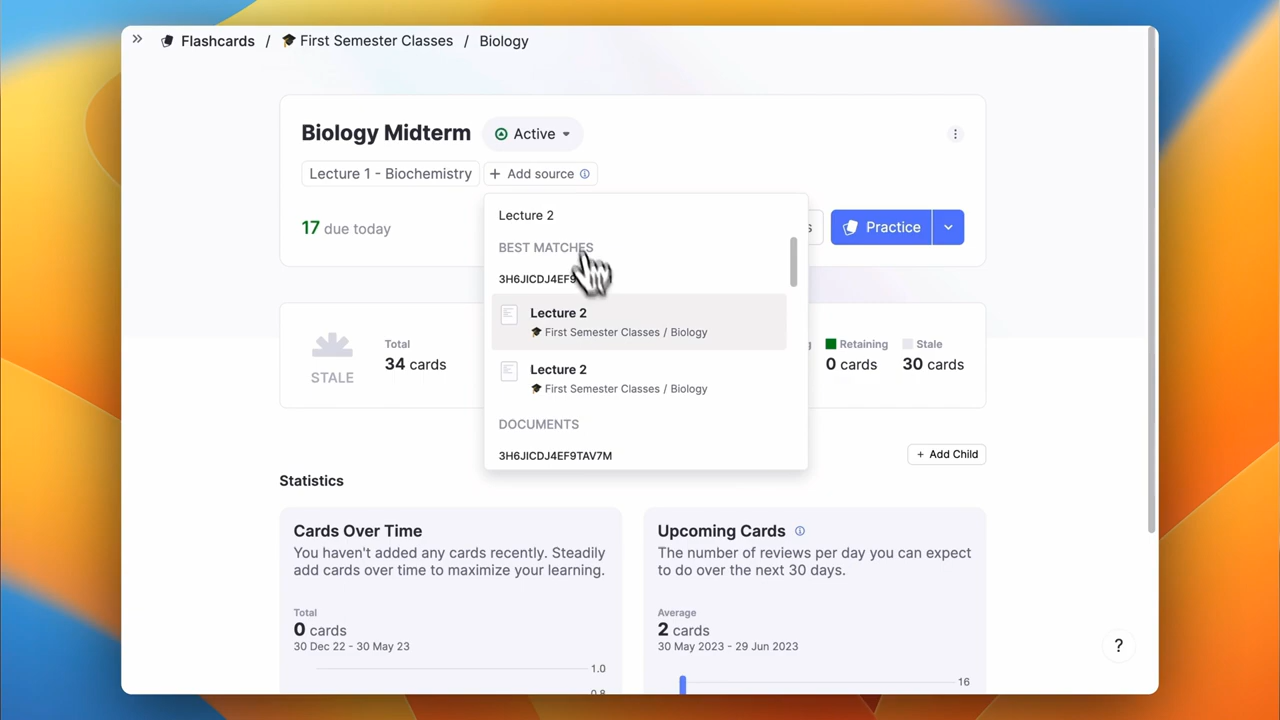 Flashcards / First Semester Classes / Biology
Biology Midterm
Active
Lecture 1 - Biochemistry
+ Add source
17 due today
Practice
Lecture 2
BEST MATCHES
Lecture 2
First Semester Classes / Biology
Lecture 2
First Semester Classes / Biology
DOCUMENTS
3H6JICDJ4EF9TAV7M
STALE
Total
34 cards
Retaining
0 cards
Stale
30 cards
+ Add Child
Statistics
Cards Over Time
You haven't added any cards recently. Steadily
add cards over time to maximize your learning.
Total
0 cards
30 Dec 22 - 30 May 23
1.0
0.8
Upcoming Cards
The number of reviews per day you can expect
to do over the next 30 days.
Average
2 cards
30 May 2023 - 29 Jun 2023
16
?